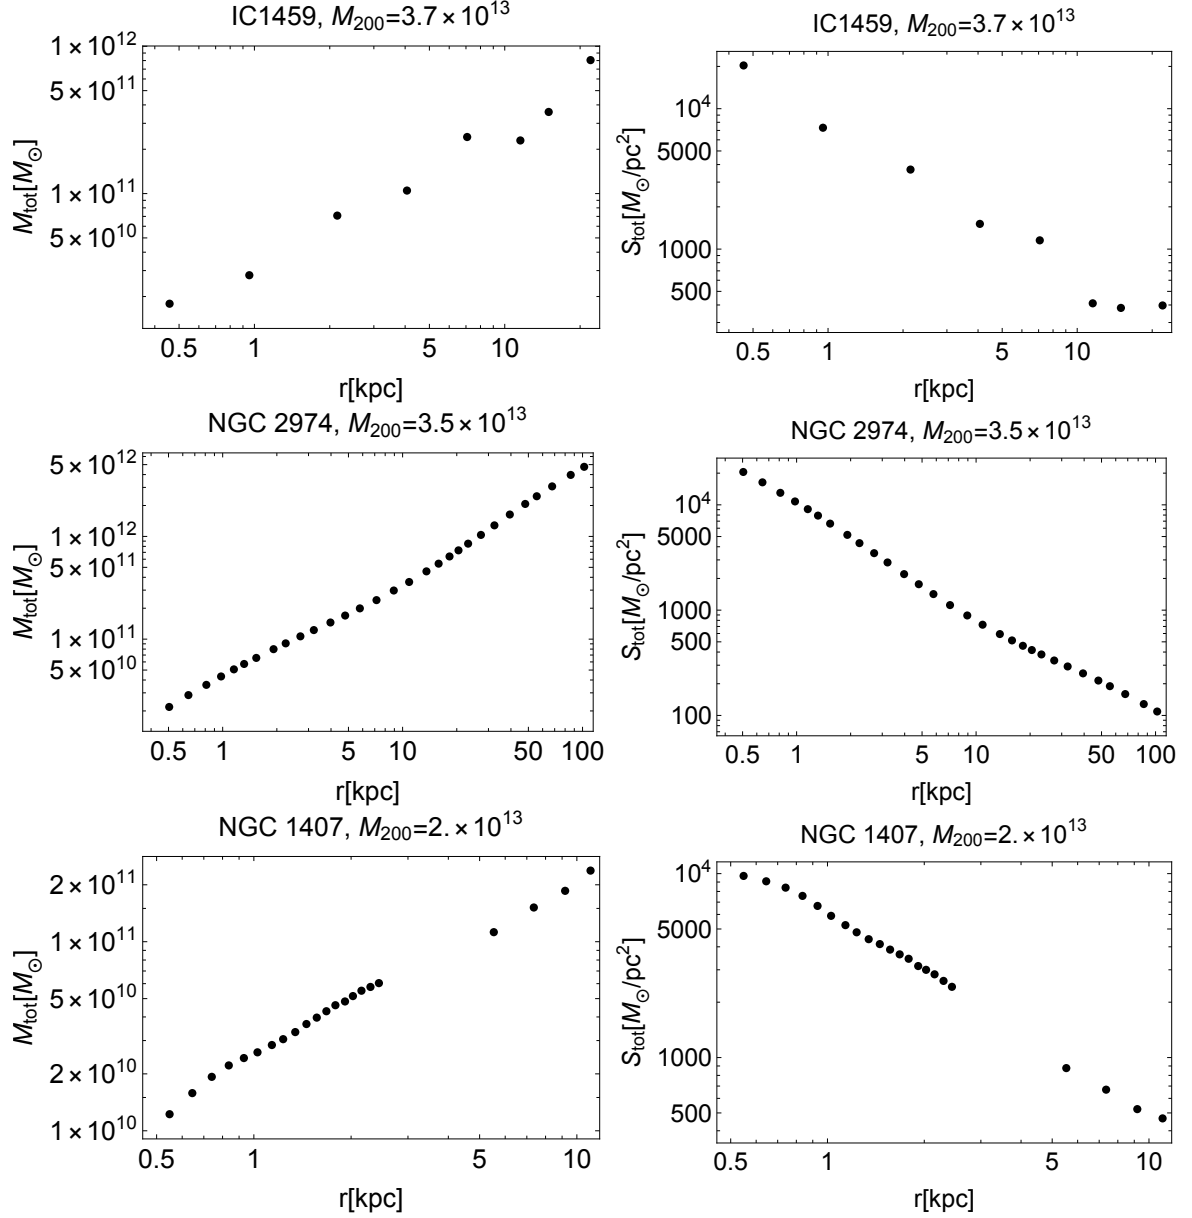 IC1459, M200=3.7×10^13
1×10^12
5×10^11
1×10^11
5×10^10
Mtot[M⊙]
0.5 1 5 10
r[kpc]
IC1459, M200=3.7×10^13
10^4
5000
1000
500
Stot[M⊙/pc^2]
0.5 1 5 10
r[kpc]
NGC 2974, M200=3.5×10^13
5×10^12
1×10^12
5×10^11
1×10^11
5×10^10
Mtot[M⊙]
0.5 1 5 10 50 100
r[kpc]
NGC 2974, M200=3.5×10^13
10^4
5000
1000
500
100
Stot[M⊙/pc^2]
0.5 1 5 10 50 100
r[kpc]
NGC 1407, M200=2.×10^13
2×10^11
1×10^11
5×10^10
2×10^10
1×10^10
Mtot[M⊙]
0.5 1 5 10
r[kpc]
NGC 1407, M200=2.×10^13
10^4
5000
1000
500
Stot[M⊙/pc^2]
0.5 1 5 10
r[kpc]